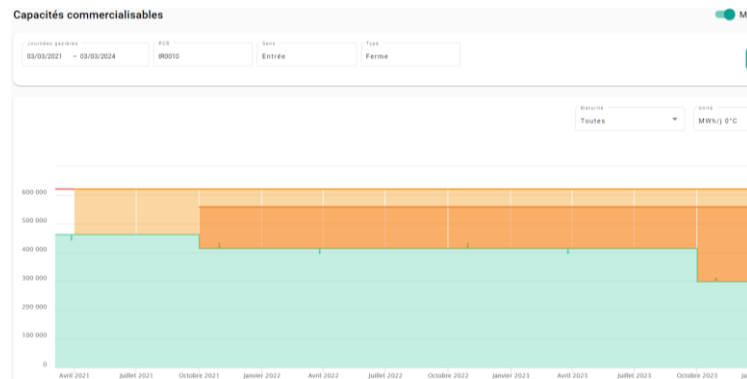 Capacités commercialisables
Journées gazières
03/03/2021 – 03/03/2024
PCR
IR0010
Sens
Entrée
Type
Ferme
Maturité
Toutes
Unité
MWh/j 0°C
600 000
500 000
400 000
300 000
200 000
100 000
0
Avril 2021
Juillet 2021
Octobre 2021
Janvier 2022
Avril 2022
Juillet 2022
Octobre 2022
Janvier 2023
Avril 2023
Juillet 2023
Octobre 2023